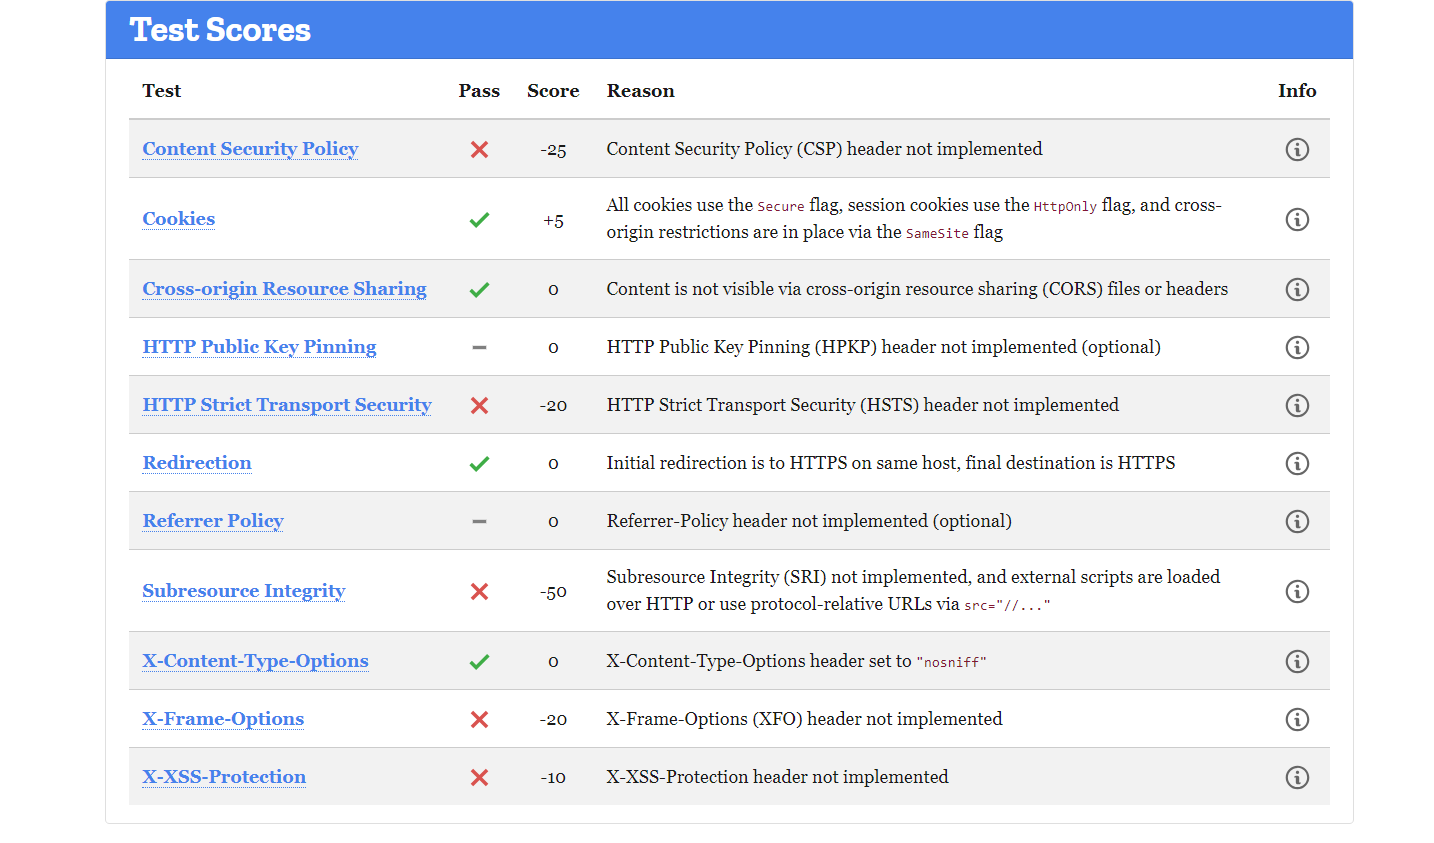 Test Scores
Test Pass Score Reason Info
Content Security Policy -25 Content Security Policy (CSP) header not implemented
Cookies +5 All cookies use the Secure flag, session cookies use the HttpOnly flag, and cross-
origin restrictions are in place via the SameSite flag
Cross-origin Resource Sharing 0 Content is not visible via cross-origin resource sharing (CORS) files or headers
HTTP Public Key Pinning 0 HTTP Public Key Pinning (HPKP) header not implemented (optional)
HTTP Strict Transport Security -20 HTTP Strict Transport Security (HSTS) header not implemented
Redirection 0 Initial redirection is to HTTPS on same host, final destination is HTTPS
Referrer Policy 0 Referrer-Policy header not implemented (optional)
Subresource Integrity -50 Subresource Integrity (SRI) not implemented, and external scripts are loaded
over HTTP or use protocol-relative URLs via src="//..."
X-Content-Type-Options 0 X-Content-Type-Options header set to "nosniff"
X-Frame-Options -20 X-Frame-Options (XFO) header not implemented
X-XSS-Protection -10 X-XSS-Protection header not implemented